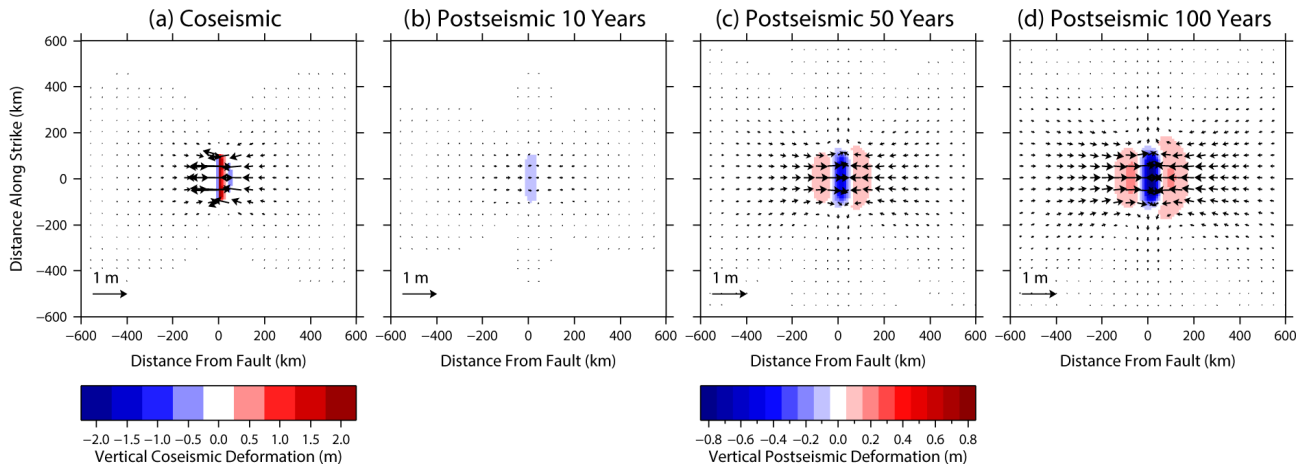 (a) Coseismic
(b) Postseismic 10 Years
(c) Postseismic 50 Years
(d) Postseismic 100 Years
Distance Along Strike (km)
600
400
200
0
−200
−400
−600
1 m
1 m
1 m
1 m
−600 −400 −200 0 200 400 600
−600 −400 −200 0 200 400 600
−600 −400 −200 0 200 400 600
−600 −400 −200 0 200 400 600
Distance From Fault (km)
Distance From Fault (km)
Distance From Fault (km)
Distance From Fault (km)
−2.0 −1.5 −1.0 −0.5 0.0 0.5 1.0 1.5 2.0
Vertical Coseismic Deformation (m)
−0.8 −0.6 −0.4 −0.2 0.0 0.2 0.4 0.6 0.8
Vertical Postseismic Deformation (m)